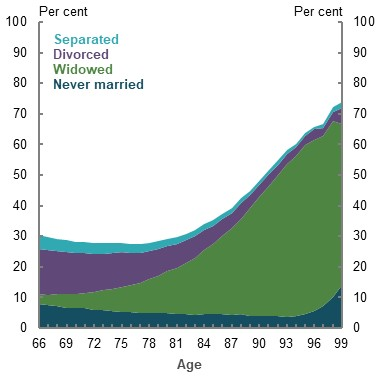 Per cent Per cent
100 100
90 90
80 80
70 70
60 60
50 50
40 40
30 30
20 20
10 10
0 0
Separated
Divorced
Widowed
Never married
66 69 72 75 78 81 84 87 90 93 96 99
Age